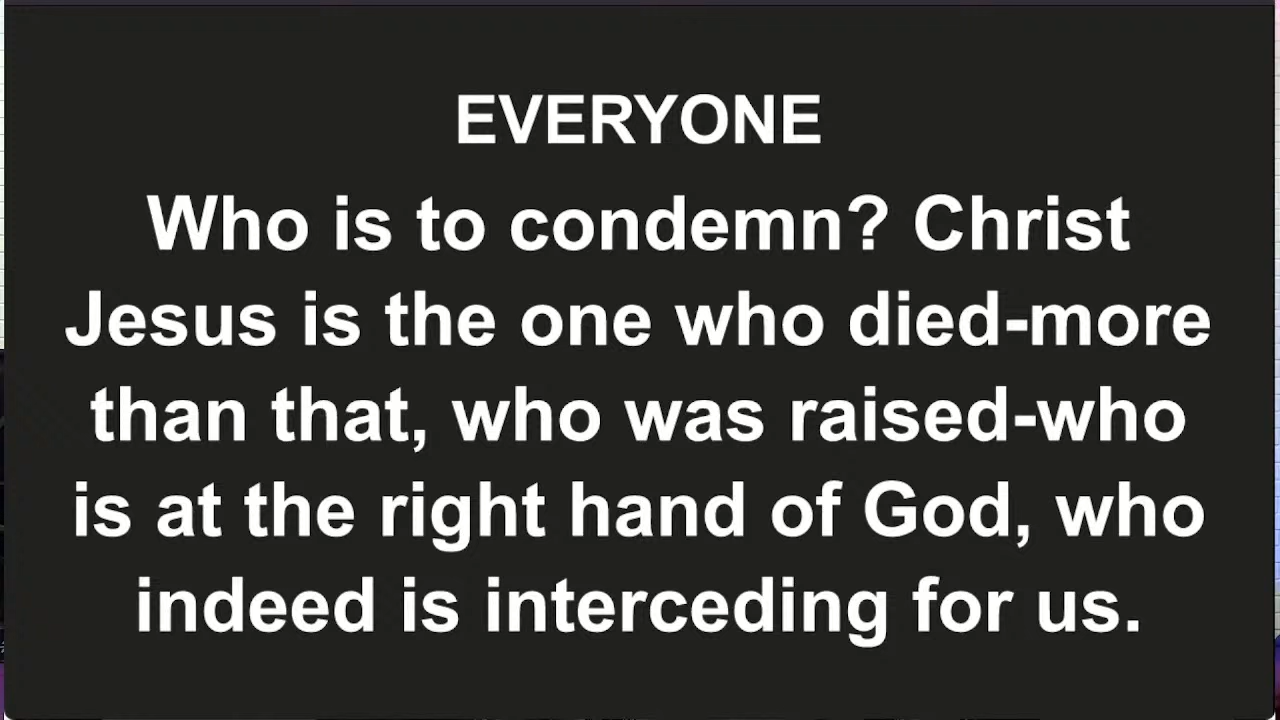 EVERYONE
Who is to condemn? Christ
Jesus is the one who died-more
than that, who was raised-who
is at the right hand of God, who
indeed is interceding for us.